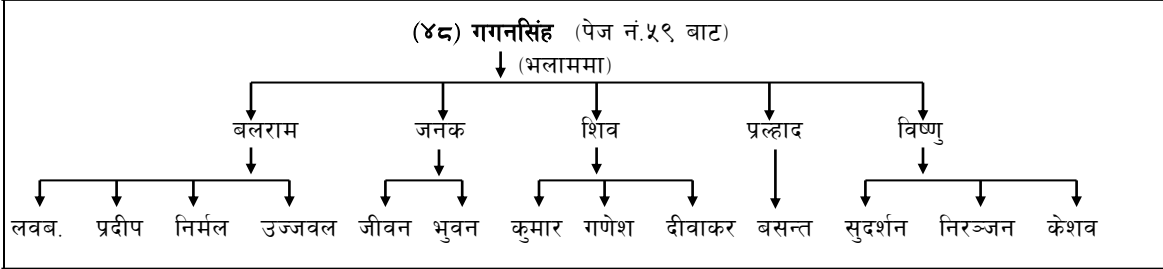 (४८) गगनसिंह (पेज नं.५९ बाट)
(भलाममा)
बलराम जनक शिव प्रल्हाद विष्णु
लवब. प्रदीप निर्मल उज्जवल जीवन भुवन कुमार गणेश दीवाकर बसन्त सुदर्शन निरञ्जन केशव